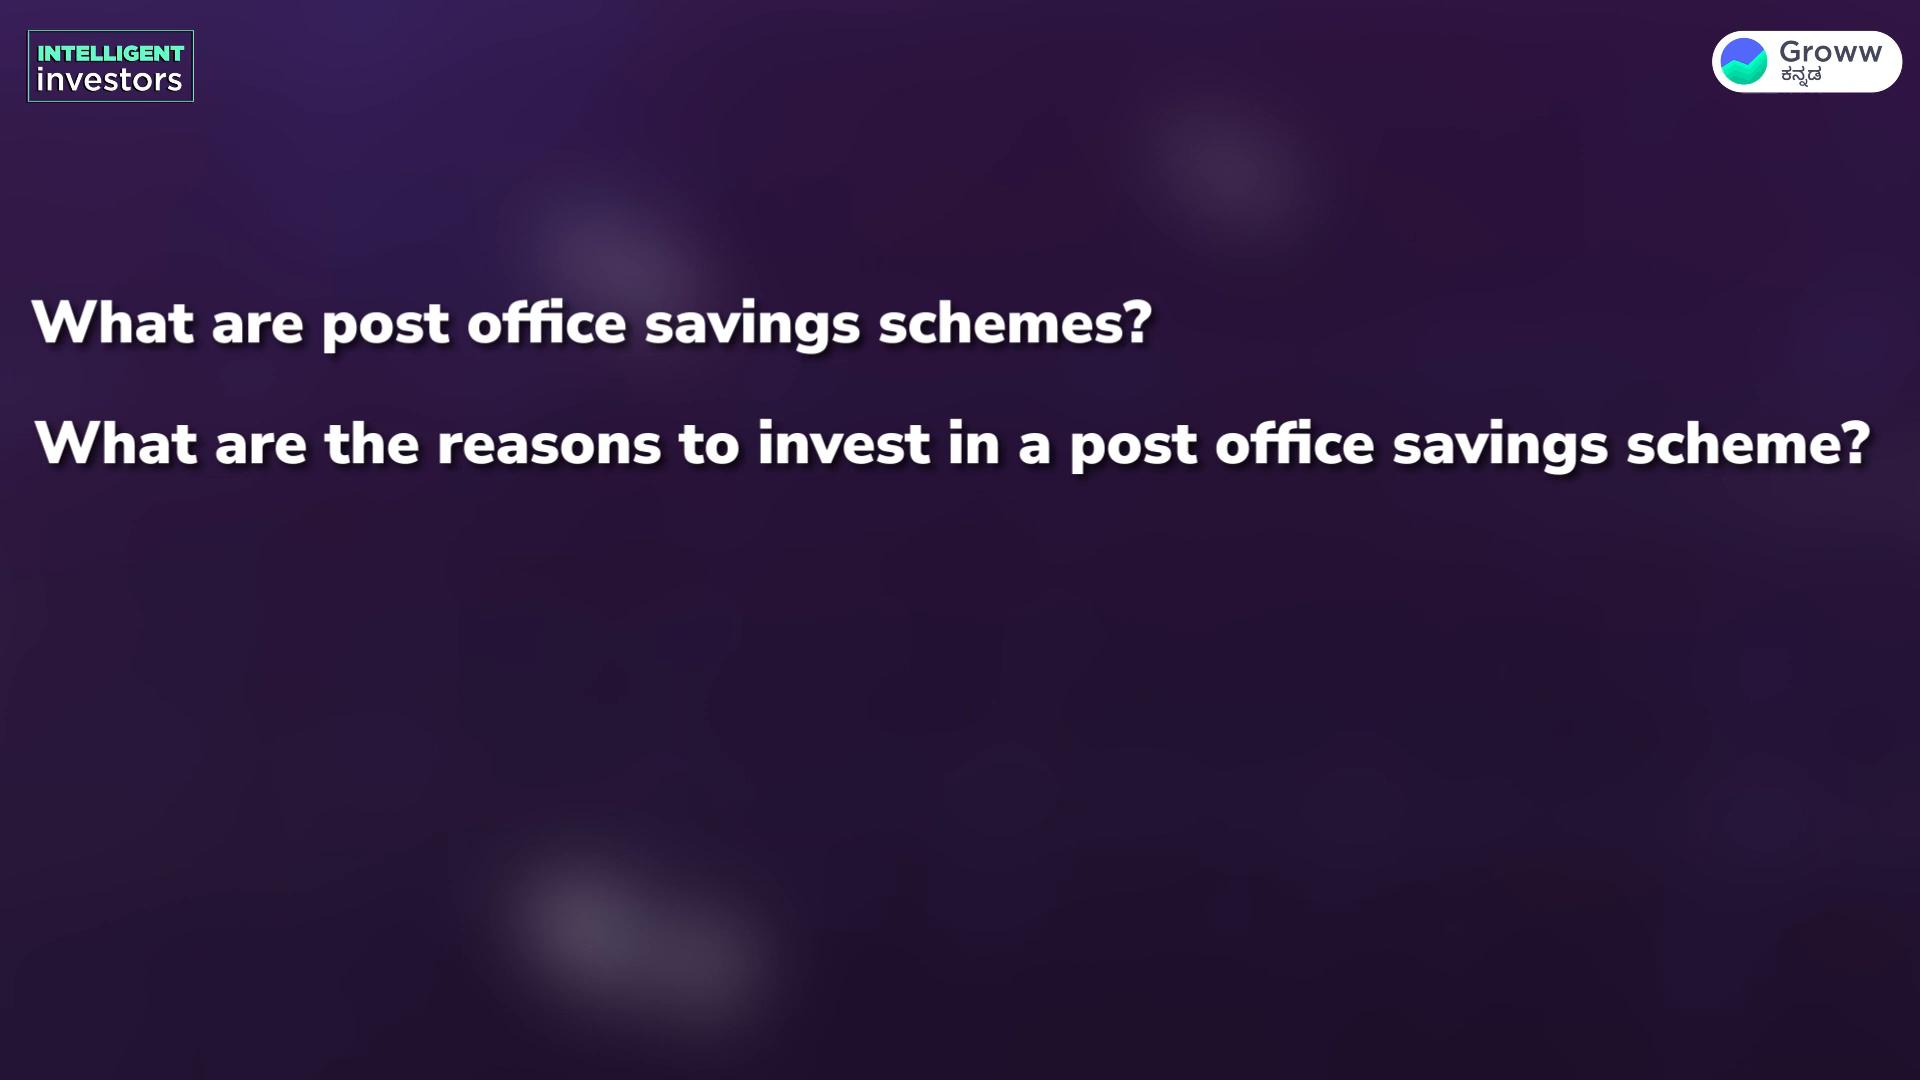 INTELLIGENT
investors
Groww
ಕನ್ನಡ
What are post office savings schemes?
What are the reasons to invest in a post office savings scheme?